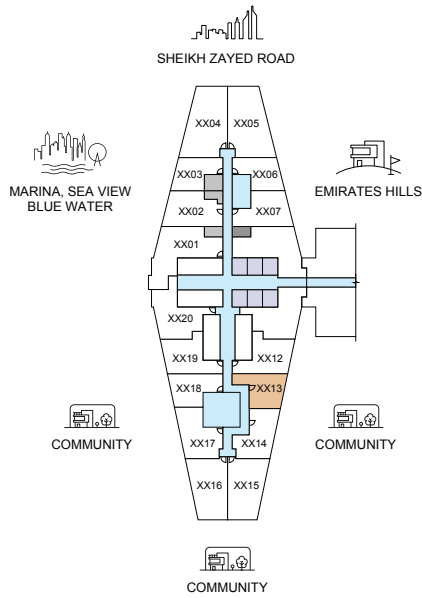 SHEIKH ZAYED ROAD
XX04 XX05
MARINA, SEA VIEW
BLUE WATER
XX03 XX06
EMIRATES HILLS
XX02 XX07
XX01
XX20
XX19 XX12
XX18 XX13
COMMUNITY
COMMUNITY
XX17 XX14
XX16 XX15
COMMUNITY